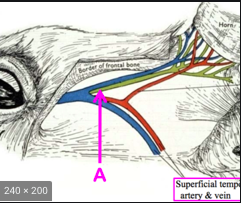 Horn
Border of frontal bone
A
Superficial tempo
artery & vein
240 × 200